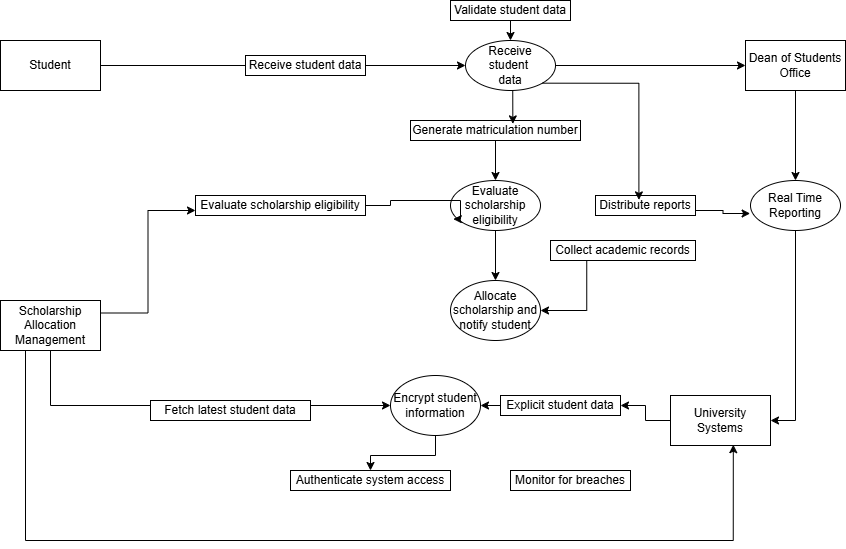 Validate student data
Student
Receive student data
Receive
student
data
Dean of Students
Office
Generate matriculation number
Evaluate scholarship eligibility
Evaluate
scholarship
eligibility
Distribute reports
Real Time
Reporting
Collect academic records
Scholarship
Allocation
Management
Allocate
scholarship and
notify student
Fetch latest student data
Encrypt student
information
Explicit student data
University
Systems
Authenticate system access
Monitor for breaches